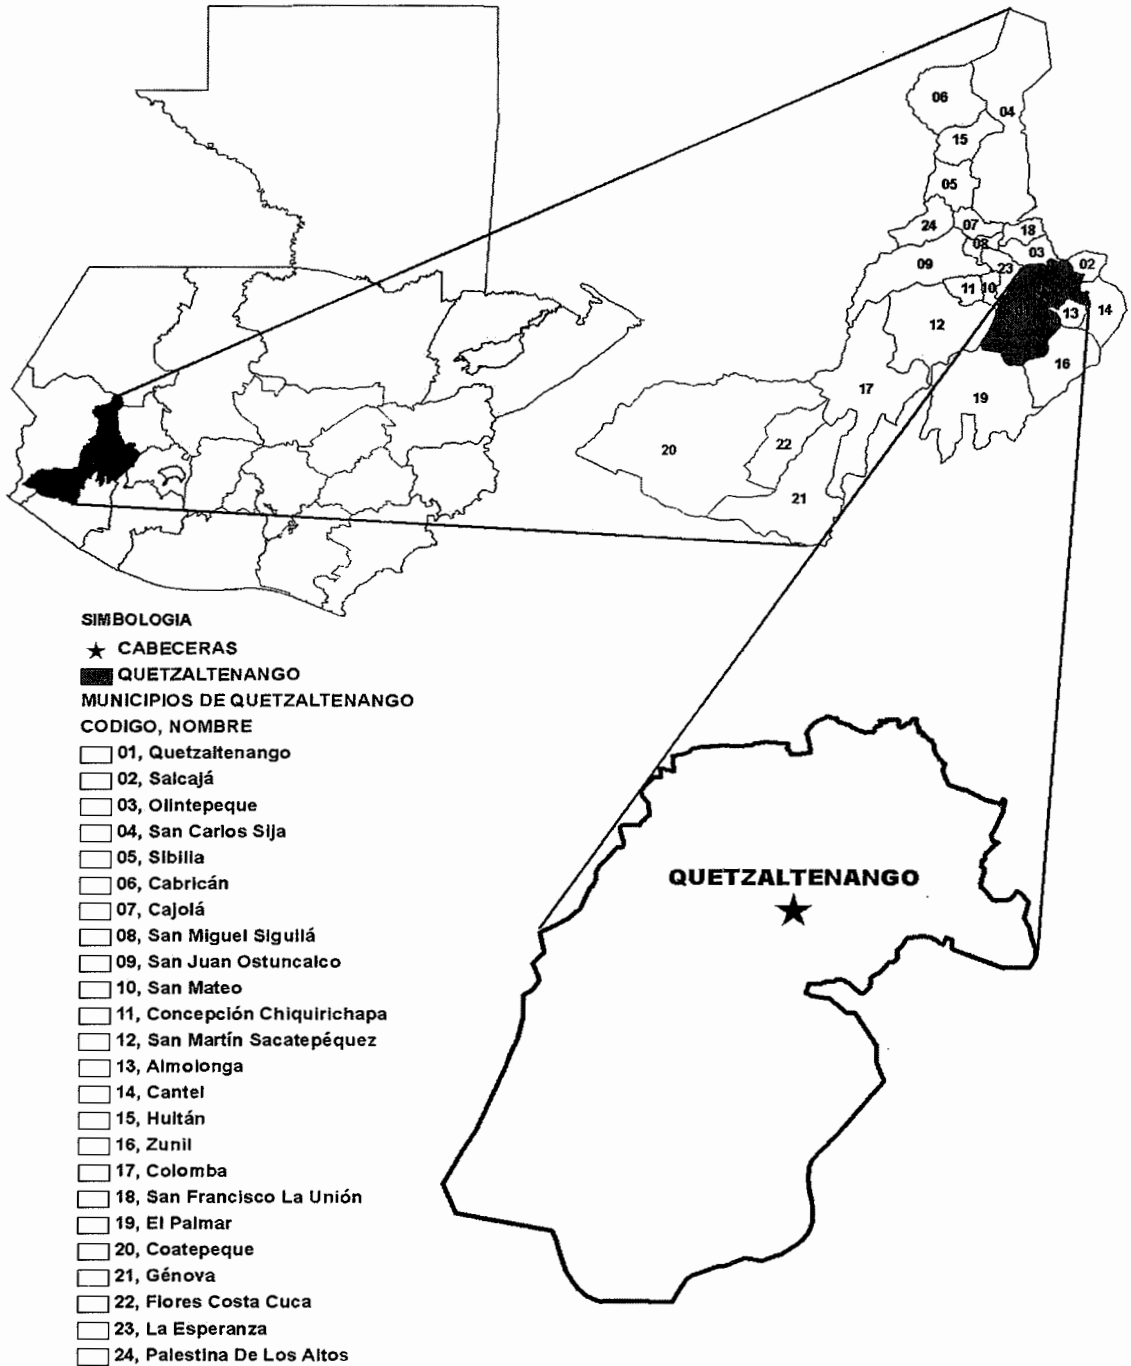 06
04
15
05
24
07
18
08
03
09
23
02
11
10
13
14
12
16
17
19
20
22
21
SIMBOLOGIA
CABECERAS
QUETZALTENANGO
MUNICIPIOS DE QUETZALTENANGO
CODIGO, NOMBRE
01, Quetzaltenango
02, Salcajá
03, Olintepeque
04, San Carlos Sija
05, Sibilia
06, Cabricán
07, Cajolá
08, San Miguel Siguilá
09, San Juan Ostuncalco
10, San Mateo
11, Concepción Chiquirichapa
12, San Martín Sacatepéquez
13, Almolonga
14, Cantel
15, Huitán
16, Zunil
17, Colomba
18, San Francisco La Unión
19, El Palmar
20, Coatepeque
21, Génova
22, Flores Costa Cuca
23, La Esperanza
24, Palestina De Los Altos
QUETZALTENANGO